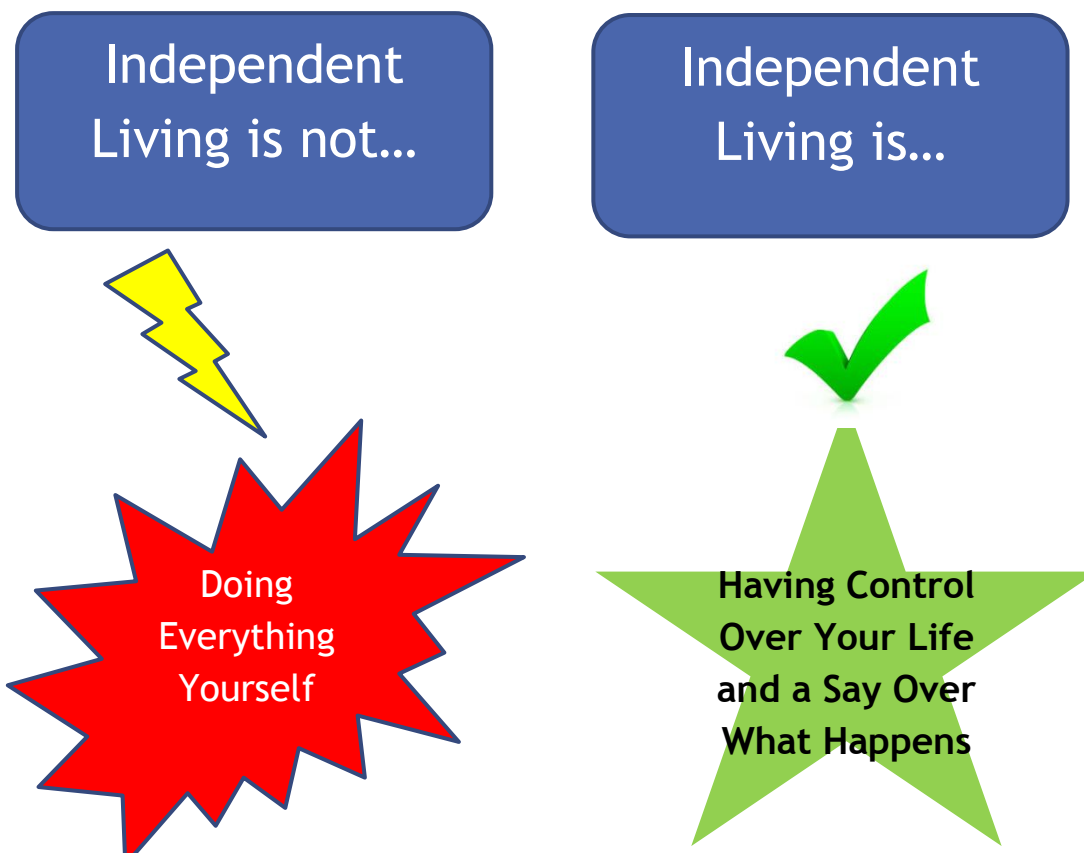 Independent
Living is not…
Independent
Living is…
Doing
Everything
Yourself
Having Control
Over Your Life
and a Say Over
What Happens